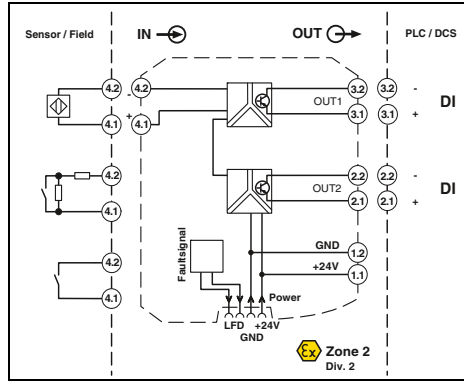 Sensor / Field
IN
OUT
PLC / DCS
4.2
4.2
-
3.2
3.2
-
OUT1
DI
4.1
+
4.1
3.1
3.1
+
4.2
2.2
2.2
-
OUT2
DI
4.1
2.1
2.1
+
Faultsignal
GND
1.2
4.2
+24V
1.1
4.1
Power
LFD
+24V
GND
Ex
Zone 2
Div. 2